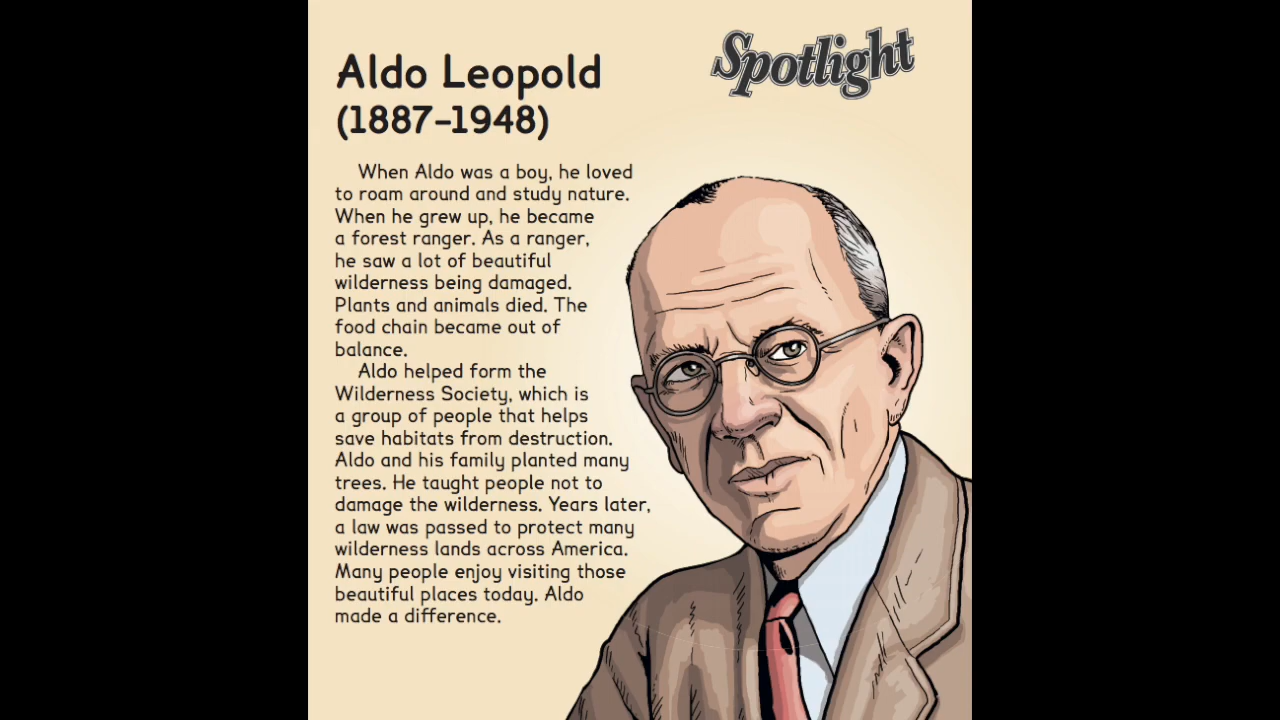 Spotlight
Aldo Leopold
(1887–1948)
When Aldo was a boy, he loved
to roam around and study nature.
When he grew up, he became
a forest ranger. As a ranger,
he saw a lot of beautiful
wilderness being damaged.
Plants and animals died. The
food chain became out of
balance.
Aldo helped form the
Wilderness Society, which is
a group of people that helps
save habitats from destruction.
Aldo and his family planted many
trees. He taught people not to
damage the wilderness. Years later,
a law was passed to protect many
wilderness lands across America.
Many people enjoy visiting those
beautiful places today. Aldo
made a difference.